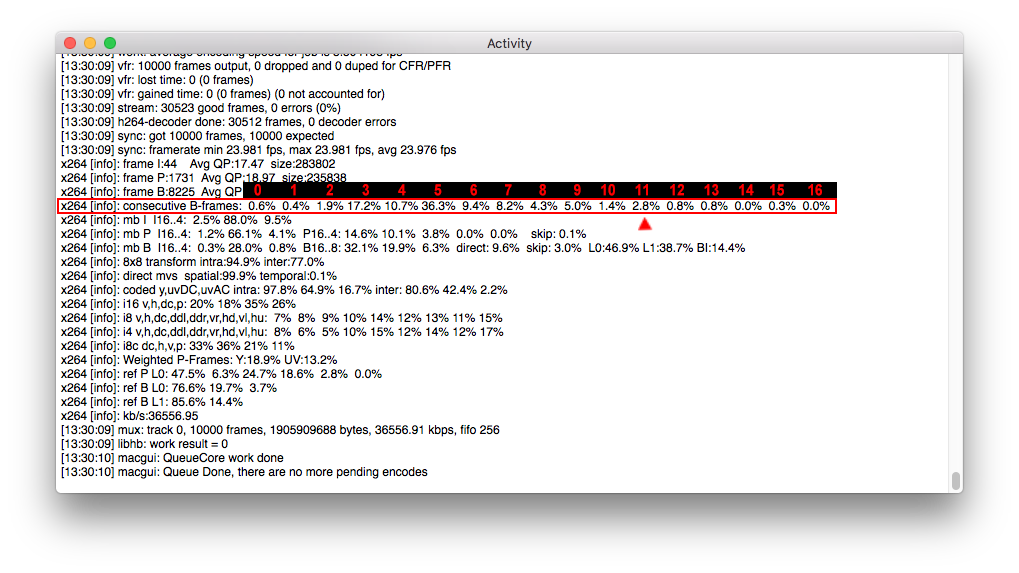 Activity
[13:30:09] work: average encoding speed for job is
[13:30:09] vfr: 10000 frames output, 0 dropped and 0 duped for CFR/PFR
[13:30:09] vfr: lost time: 0 (0 frames)
[13:30:09] vfr: gained time: 0 (0 frames) (0 not accounted for)
[13:30:09] stream: 30523 good frames, 0 errors (0%)
[13:30:09] h264-decoder done: 30512 frames, 0 decoder errors
[13:30:09] sync: got 10000 frames, 10000 expected
[13:30:09] sync: framerate min 23.981 fps, max 23.981 fps, avg 23.976 fps
x264 [info]: frame I:44 Avg QP:17.47 size:283802
x264 [info]: frame P:1731 Avg QP:18.97 size:235838
x264 [info]: frame B:8225 Avg QP 0 1 2 3 4 5 6 7 8 9 10 11 12 13 14 15 16
x264 [info]: consecutive B-frames: 0.6% 0.4% 1.9% 17.2% 10.7% 36.3% 9.4% 8.2% 4.3% 5.0% 1.4% 2.8% 0.8% 0.8% 0.0% 0.3% 0.0%
x264 [info]: mb I I16..4: 2.5% 88.0% 9.5%
x264 [info]: mb P I16..4: 1.2% 66.1% 4.1% P16..4: 14.6% 10.1% 3.8% 0.0% 0.0% skip: 0.1%
x264 [info]: mb B I16..4: 0.3% 28.0% 0.8% B16..8: 32.1% 19.9% 6.3% direct: 9.6% skip: 3.0% L0:46.9% L1:38.7% BI:14.4%
x264 [info]: 8x8 transform intra:94.9% inter:77.0%
x264 [info]: direct mvs spatial:99.9% temporal:0.1%
x264 [info]: coded y,uvDC,uvAC intra: 97.8% 64.9% 16.7% inter: 80.6% 42.4% 2.2%
x264 [info]: i16 v,h,dc,p: 20% 18% 35% 26%
x264 [info]: i8 v,h,dc,ddl,ddr,vr,hd,vl,hu: 7% 8% 9% 10% 14% 12% 13% 11% 15%
x264 [info]: i4 v,h,dc,ddl,ddr,vr,hd,vl,hu: 8% 6% 5% 10% 15% 12% 14% 12% 17%
x264 [info]: i8c dc,h,v,p: 33% 36% 21% 11%
x264 [info]: Weighted P-Frames: Y:18.9% UV:13.2%
x264 [info]: ref P L0: 47.5% 6.3% 24.7% 18.6% 2.8% 0.0%
x264 [info]: ref B L0: 76.6% 19.7% 3.7%
x264 [info]: ref B L1: 85.6% 14.4%
x264 [info]: kb/s:36556.95
[13:30:09] mux: track 0, 10000 frames, 1905909688 bytes, 36556.91 kbps, fifo 256
[13:30:09] libhb: work result = 0
[13:30:10] macgui: QueueCore work done
[13:30:10] macgui: Queue Done, there are no more pending encodes